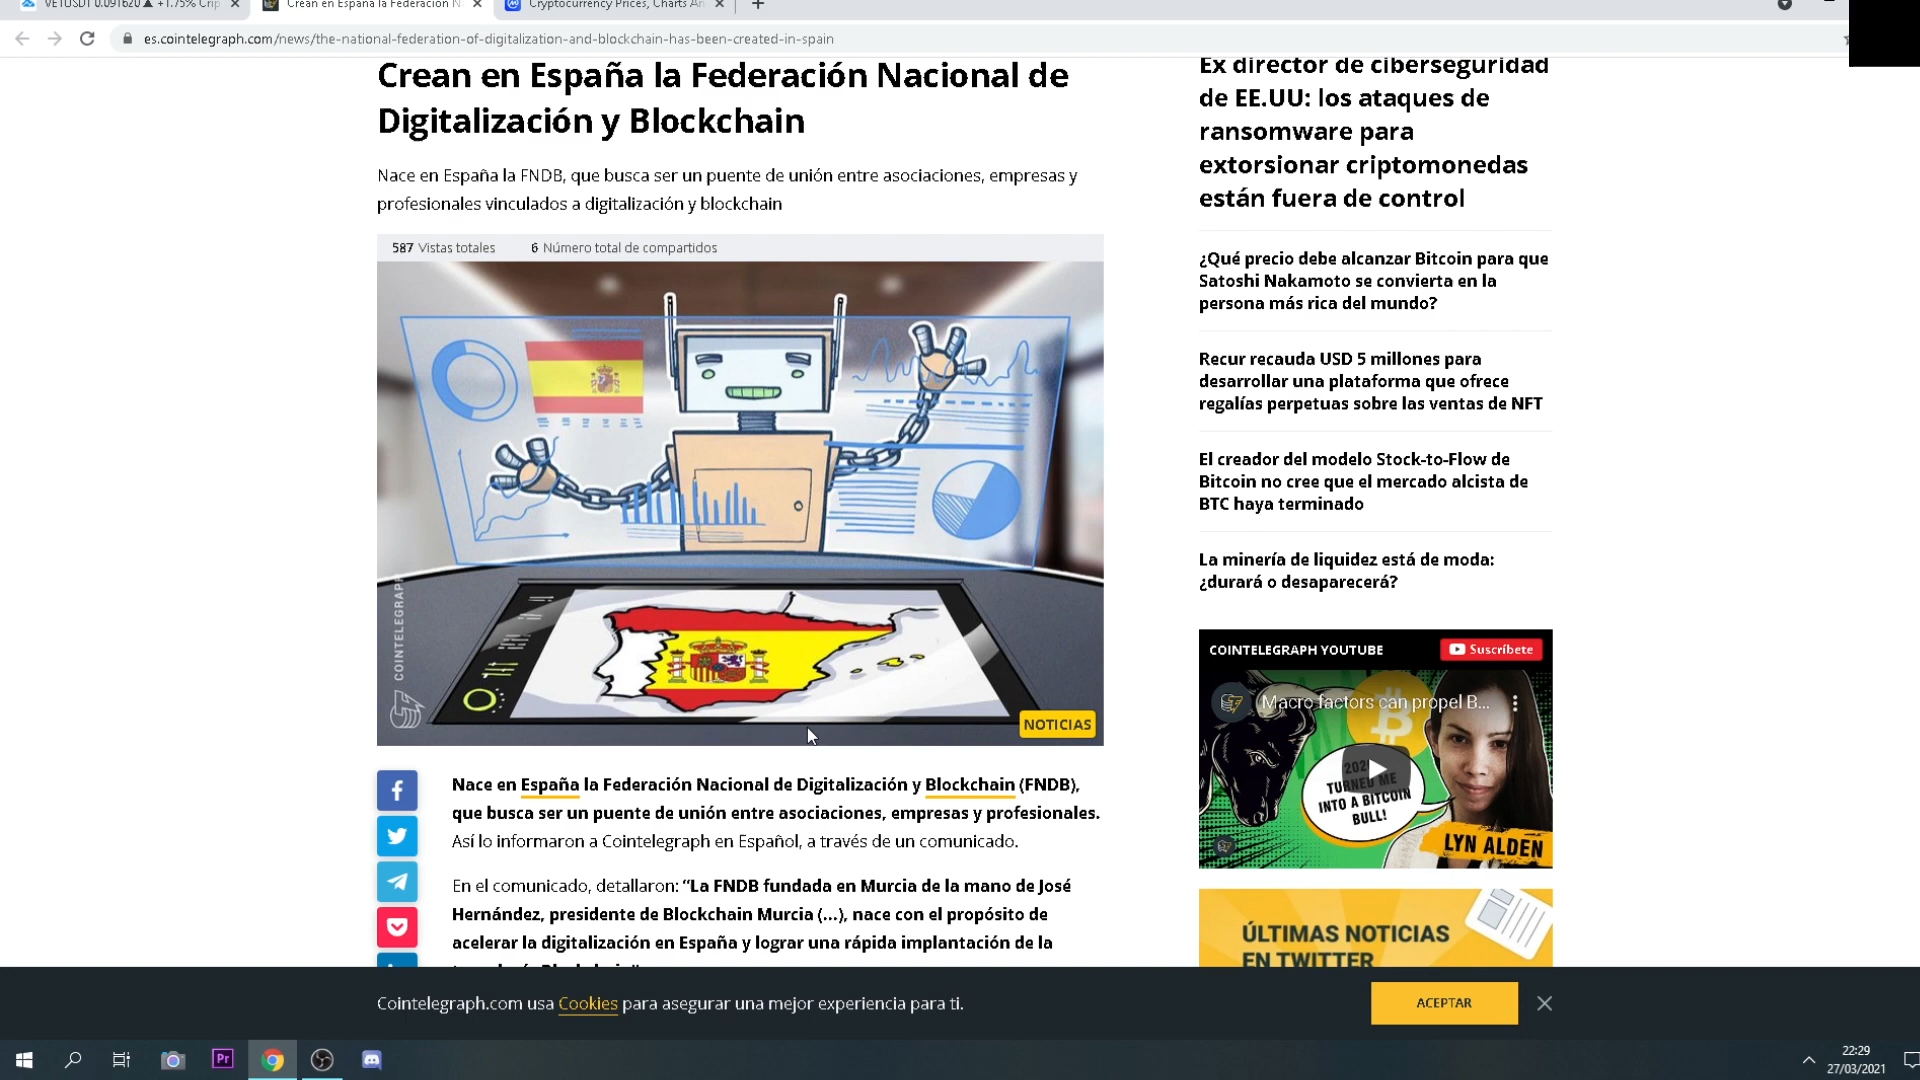 VETUSDT 0.091620 ▲ +1.75% Crip
Crean en España la Federación N
Cryptocurrency Prices, Charts An
es.cointelegraph.com/news/the-national-federation-of-digitalization-and-blockchain-has-been-created-in-spain
Crean en España la Federación Nacional de
Digitalización y Blockchain
Nace en España la FNDB, que busca ser un puente de unión entre asociaciones, empresas y
profesionales vinculados a digitalización y blockchain
587 Vistas totales 6 Número total de compartidos
COINTELEGRAPH
NOTICIAS
Nace en España la Federación Nacional de Digitalización y Blockchain (FNDB),
que busca ser un puente de unión entre asociaciones, empresas y profesionales.
Así lo informaron a Cointelegraph en Español, a través de un comunicado.
En el comunicado, detallaron: “La FNDB fundada en Murcia de la mano de José
Hernández, presidente de Blockchain Murcia (...), nace con el propósito de
acelerar la digitalización en España y lograr una rápida implantación de la
Ex director de ciberseguridad
de EE.UU: los ataques de
ransomware para
extorsionar criptomonedas
están fuera de control
¿Qué precio debe alcanzar Bitcoin para que
Satoshi Nakamoto se convierta en la
persona más rica del mundo?
Recur recauda USD 5 millones para
desarrollar una plataforma que ofrece
regalías perpetuas sobre las ventas de NFT
El creador del modelo Stock-to-Flow de
Bitcoin no cree que el mercado alcista de
BTC haya terminado
La minería de liquidez está de moda:
¿durará o desaparecerá?
COINTELEGRAPH YOUTUBE
Suscríbete
Macro factors can propel B...
TURNED ME
INTO A BITCOIN
BULL!
LYN ALDEN
ÚLTIMAS NOTICIAS
EN TWITTER
Cointelegraph.com usa Cookies para asegurar una mejor experiencia para ti.
ACEPTAR
Pr
22:29
27/03/2021